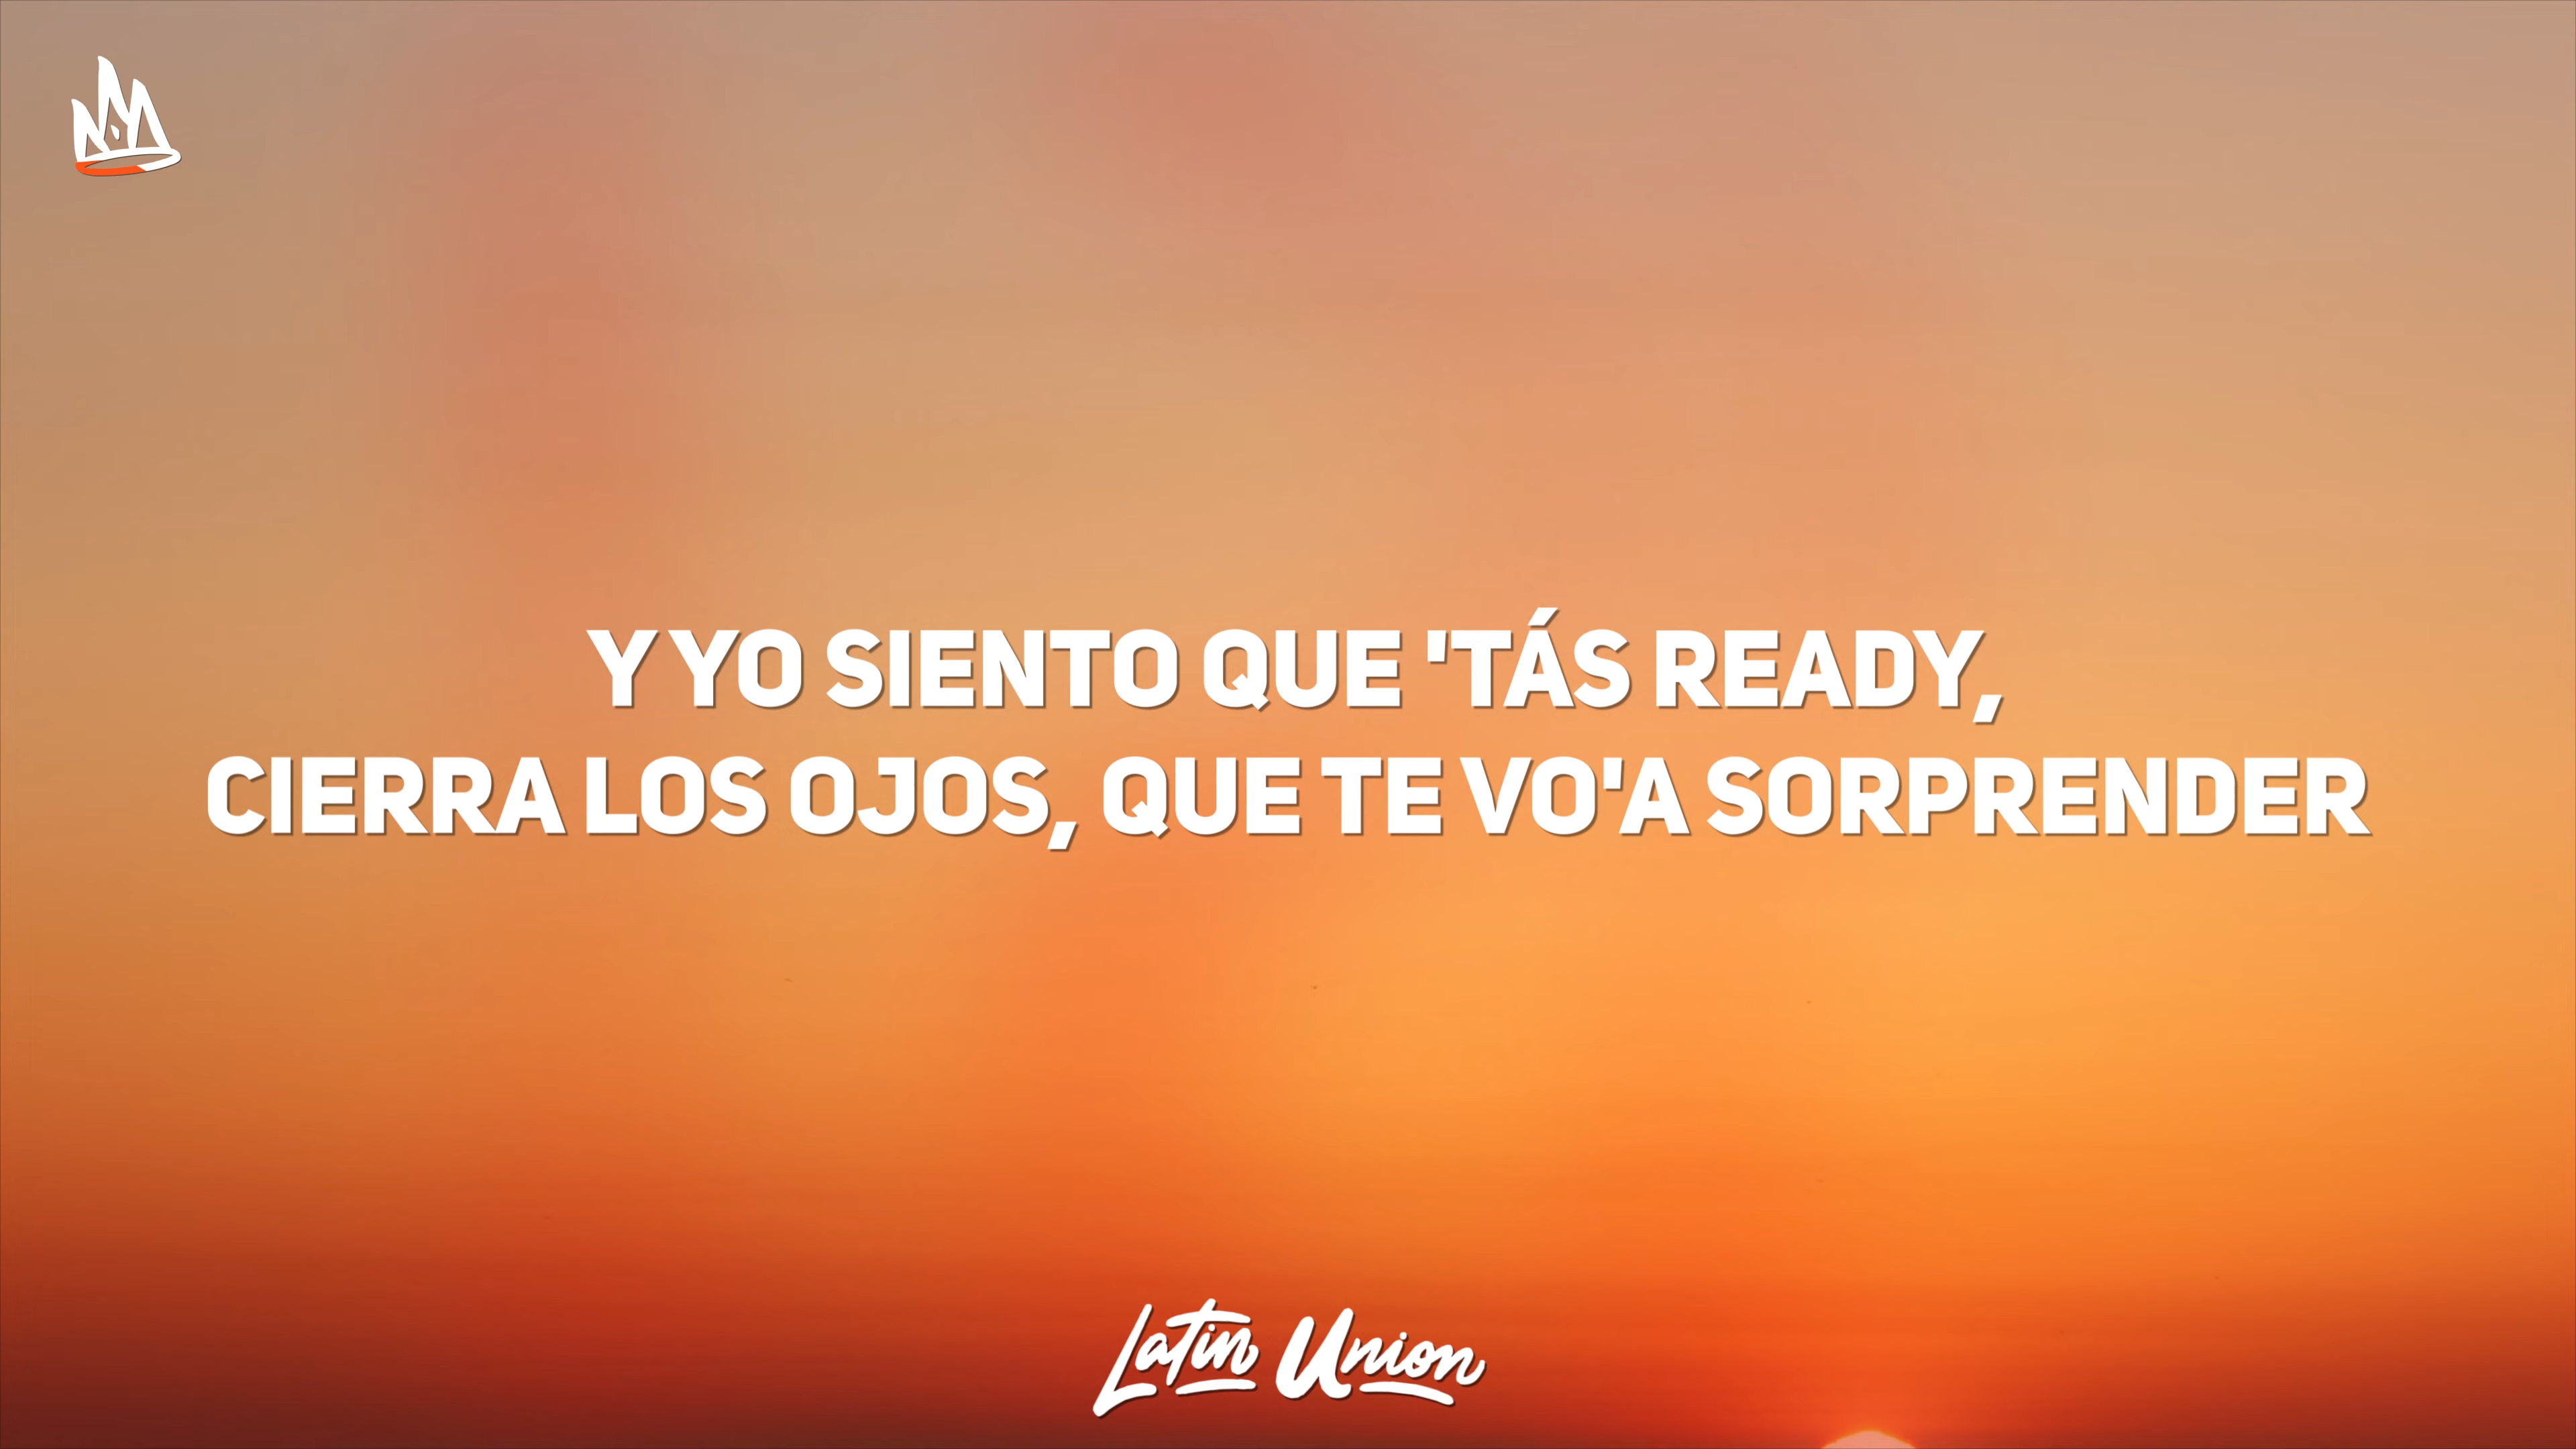 Y YO SIENTO QUE 'TÁS READY,
CIERRA LOS OJOS, QUE TE VO'A SORPRENDER
Latin Union